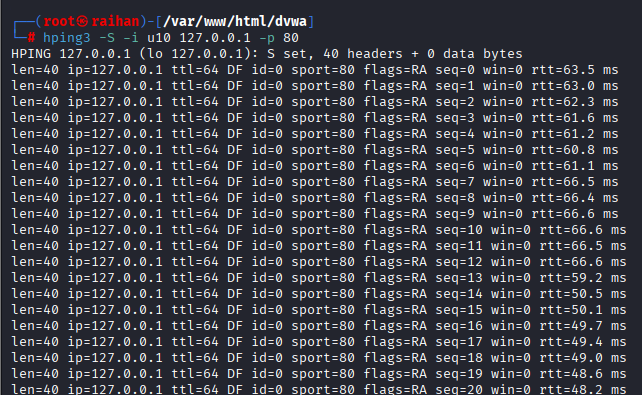 (root㉿raihan)-[/var/www/html/dvwa]
# hping3 -S -i u10 127.0.0.1 -p 80
HPING 127.0.0.1 (lo 127.0.0.1): S set, 40 headers + 0 data bytes
len=40 ip=127.0.0.1 ttl=64 DF id=0 sport=80 flags=RA seq=0 win=0 rtt=63.5 ms
len=40 ip=127.0.0.1 ttl=64 DF id=0 sport=80 flags=RA seq=1 win=0 rtt=63.0 ms
len=40 ip=127.0.0.1 ttl=64 DF id=0 sport=80 flags=RA seq=2 win=0 rtt=62.3 ms
len=40 ip=127.0.0.1 ttl=64 DF id=0 sport=80 flags=RA seq=3 win=0 rtt=61.6 ms
len=40 ip=127.0.0.1 ttl=64 DF id=0 sport=80 flags=RA seq=4 win=0 rtt=61.2 ms
len=40 ip=127.0.0.1 ttl=64 DF id=0 sport=80 flags=RA seq=5 win=0 rtt=60.8 ms
len=40 ip=127.0.0.1 ttl=64 DF id=0 sport=80 flags=RA seq=6 win=0 rtt=61.1 ms
len=40 ip=127.0.0.1 ttl=64 DF id=0 sport=80 flags=RA seq=7 win=0 rtt=66.5 ms
len=40 ip=127.0.0.1 ttl=64 DF id=0 sport=80 flags=RA seq=8 win=0 rtt=66.4 ms
len=40 ip=127.0.0.1 ttl=64 DF id=0 sport=80 flags=RA seq=9 win=0 rtt=66.6 ms
len=40 ip=127.0.0.1 ttl=64 DF id=0 sport=80 flags=RA seq=10 win=0 rtt=66.6 ms
len=40 ip=127.0.0.1 ttl=64 DF id=0 sport=80 flags=RA seq=11 win=0 rtt=66.5 ms
len=40 ip=127.0.0.1 ttl=64 DF id=0 sport=80 flags=RA seq=12 win=0 rtt=66.6 ms
len=40 ip=127.0.0.1 ttl=64 DF id=0 sport=80 flags=RA seq=13 win=0 rtt=59.2 ms
len=40 ip=127.0.0.1 ttl=64 DF id=0 sport=80 flags=RA seq=14 win=0 rtt=50.5 ms
len=40 ip=127.0.0.1 ttl=64 DF id=0 sport=80 flags=RA seq=15 win=0 rtt=50.1 ms
len=40 ip=127.0.0.1 ttl=64 DF id=0 sport=80 flags=RA seq=16 win=0 rtt=49.7 ms
len=40 ip=127.0.0.1 ttl=64 DF id=0 sport=80 flags=RA seq=17 win=0 rtt=49.4 ms
len=40 ip=127.0.0.1 ttl=64 DF id=0 sport=80 flags=RA seq=18 win=0 rtt=49.0 ms
len=40 ip=127.0.0.1 ttl=64 DF id=0 sport=80 flags=RA seq=19 win=0 rtt=48.6 ms
len=40 ip=127.0.0.1 ttl=64 DF id=0 sport=80 flags=RA seq=20 win=0 rtt=48.2 ms